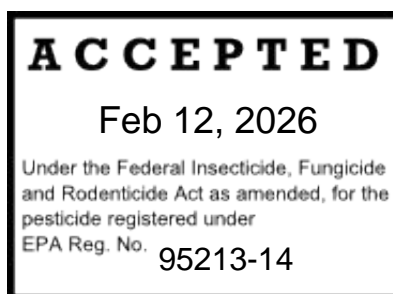 ACCEPTED
Feb 12, 2026
Under the Federal Insecticide, Fungicide
and Rodenticide Act as amended, for the
pesticide registered under
EPA Reg. No. 95213-14